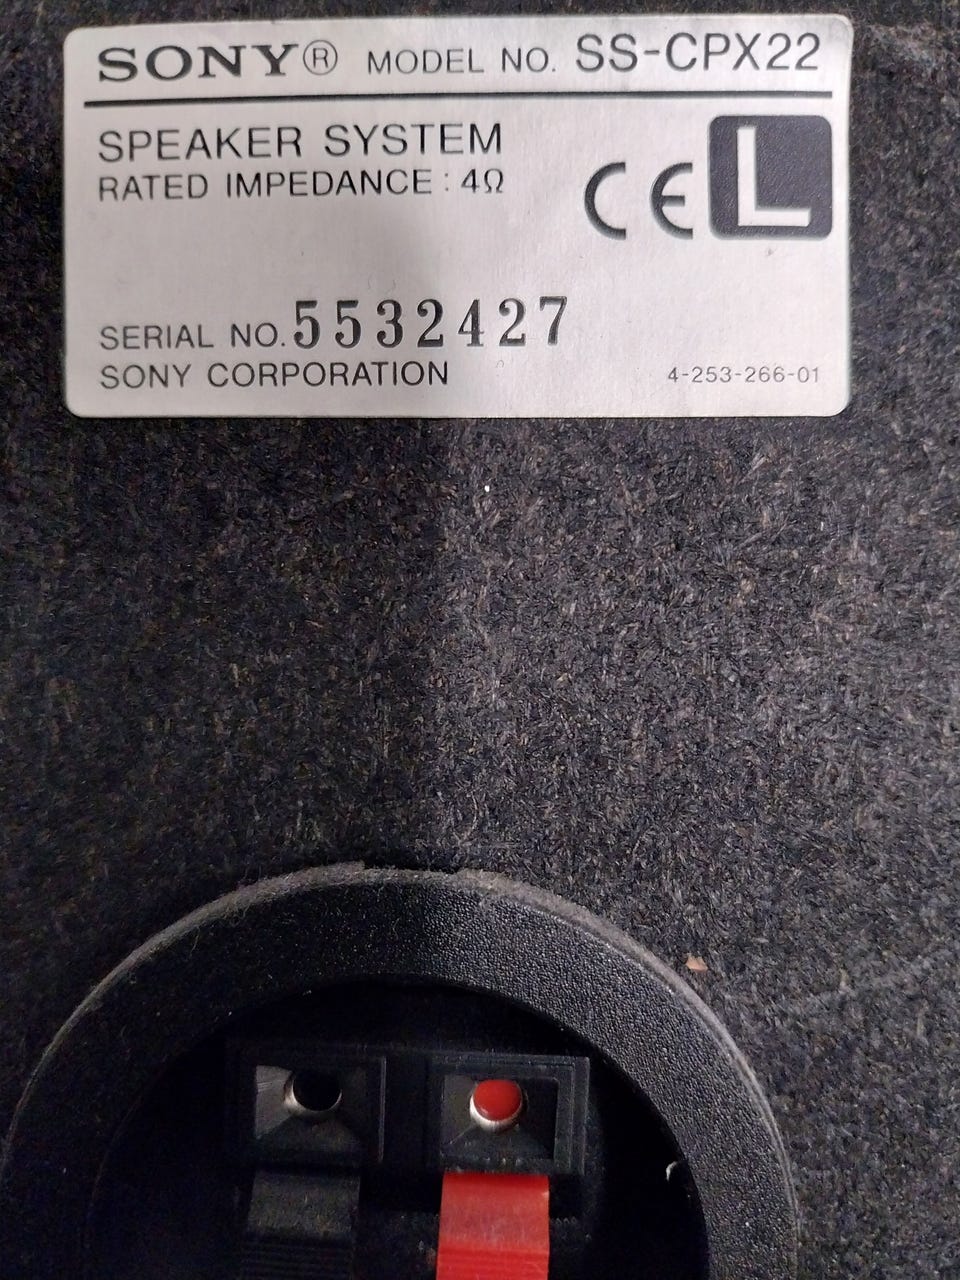 SONY® MODEL NO. SS-CPX22
SPEAKER SYSTEM
RATED IMPEDANCE : 4Ω
CE L
SERIAL NO. 5532427
SONY CORPORATION 4-253-266-01